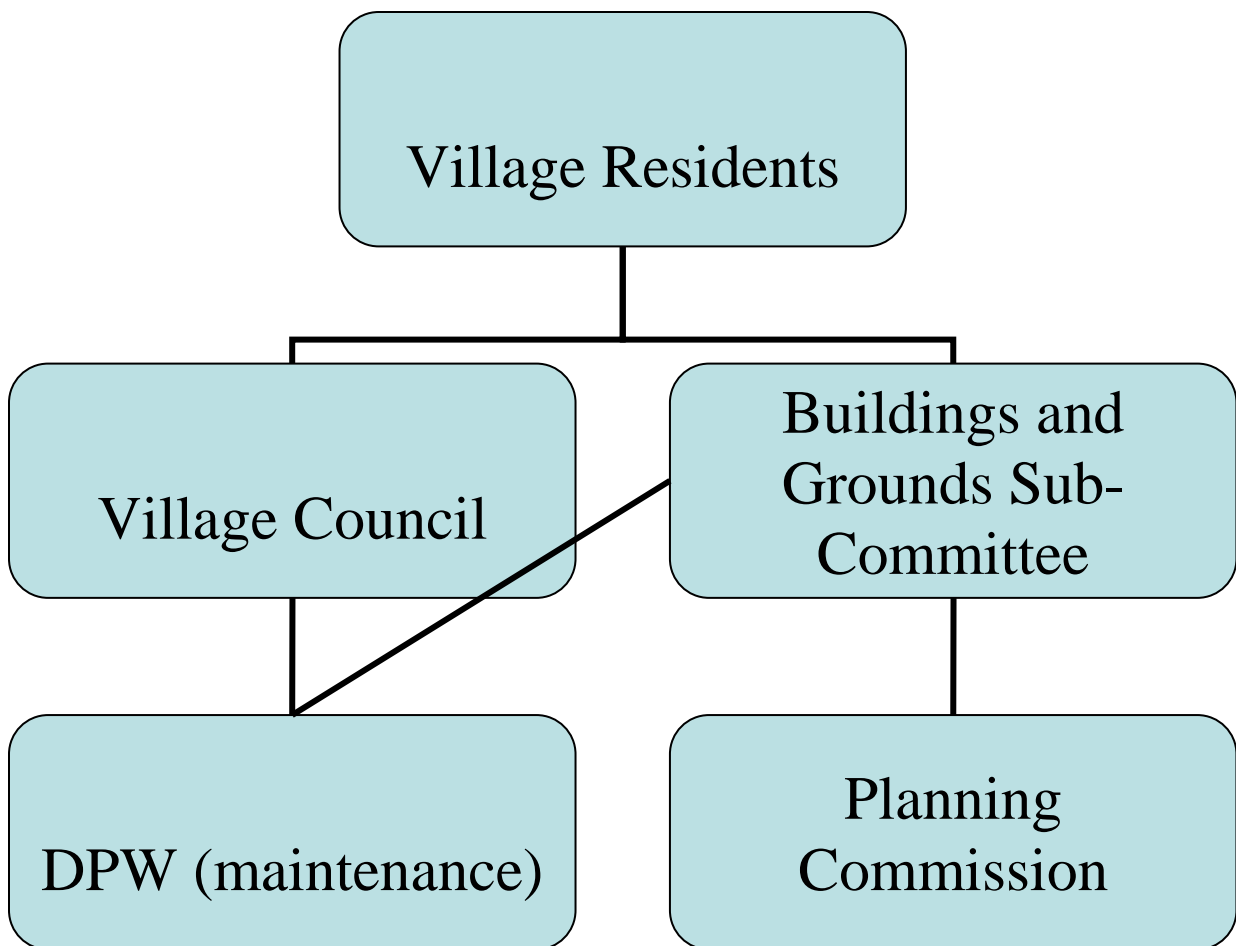 Village Residents
Village Council
Buildings and
Grounds Sub-
Committee
DPW (maintenance)
Planning
Commission